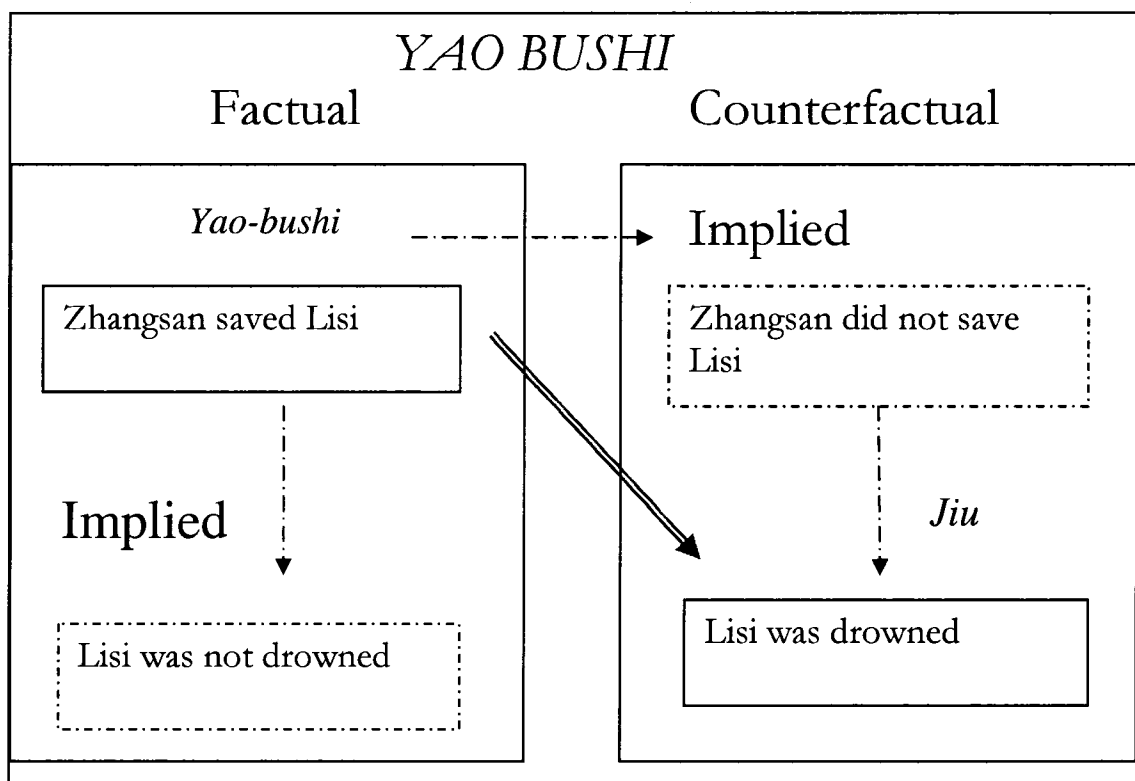 YAO BUSHI
Factual
Counterfactual
Yao-bushi
Implied
Zhangsan saved Lisi
Zhangsan did not save
Lisi
Implied
Jiu
Lisi was not drowned
Lisi was drowned